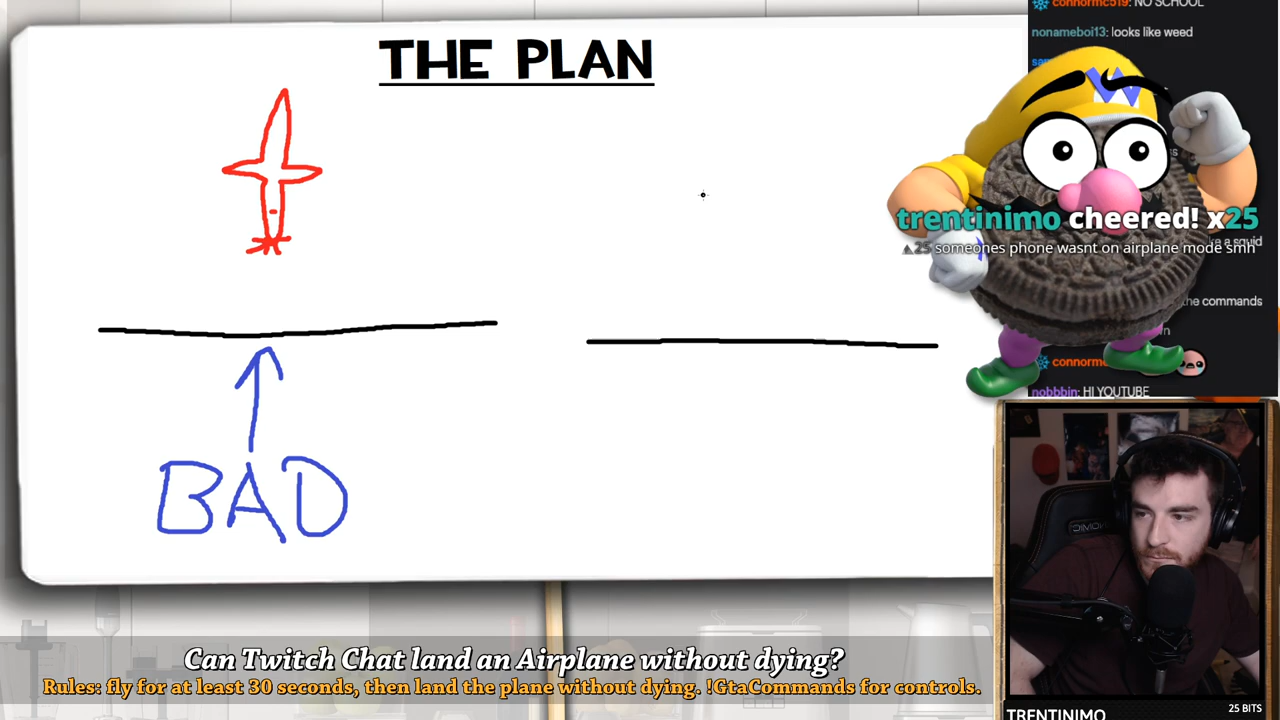 THE PLAN
BAD
connormc519: NO SCHOOL
nonameboi13: looks like weed
W
trentinimo cheered! x25
25 someones phone wasnt on airplane mode smh
a squid
the commands
connorm
nobbbin: HI YOUTUBE
Can Twitch Chat land an Airplane without dying?
Rules: fly for at least 30 seconds, then land the plane without dying. !GtaCommands for controls.
TRENTINIMO
25 BITS